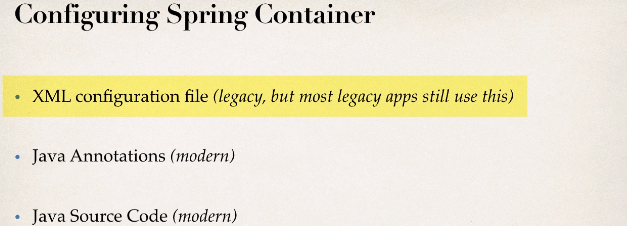 Configuring Spring Container
• XML configuration file (legacy, but most legacy apps still use this)
• Java Annotations (modern)
• Java Source Code (modern)